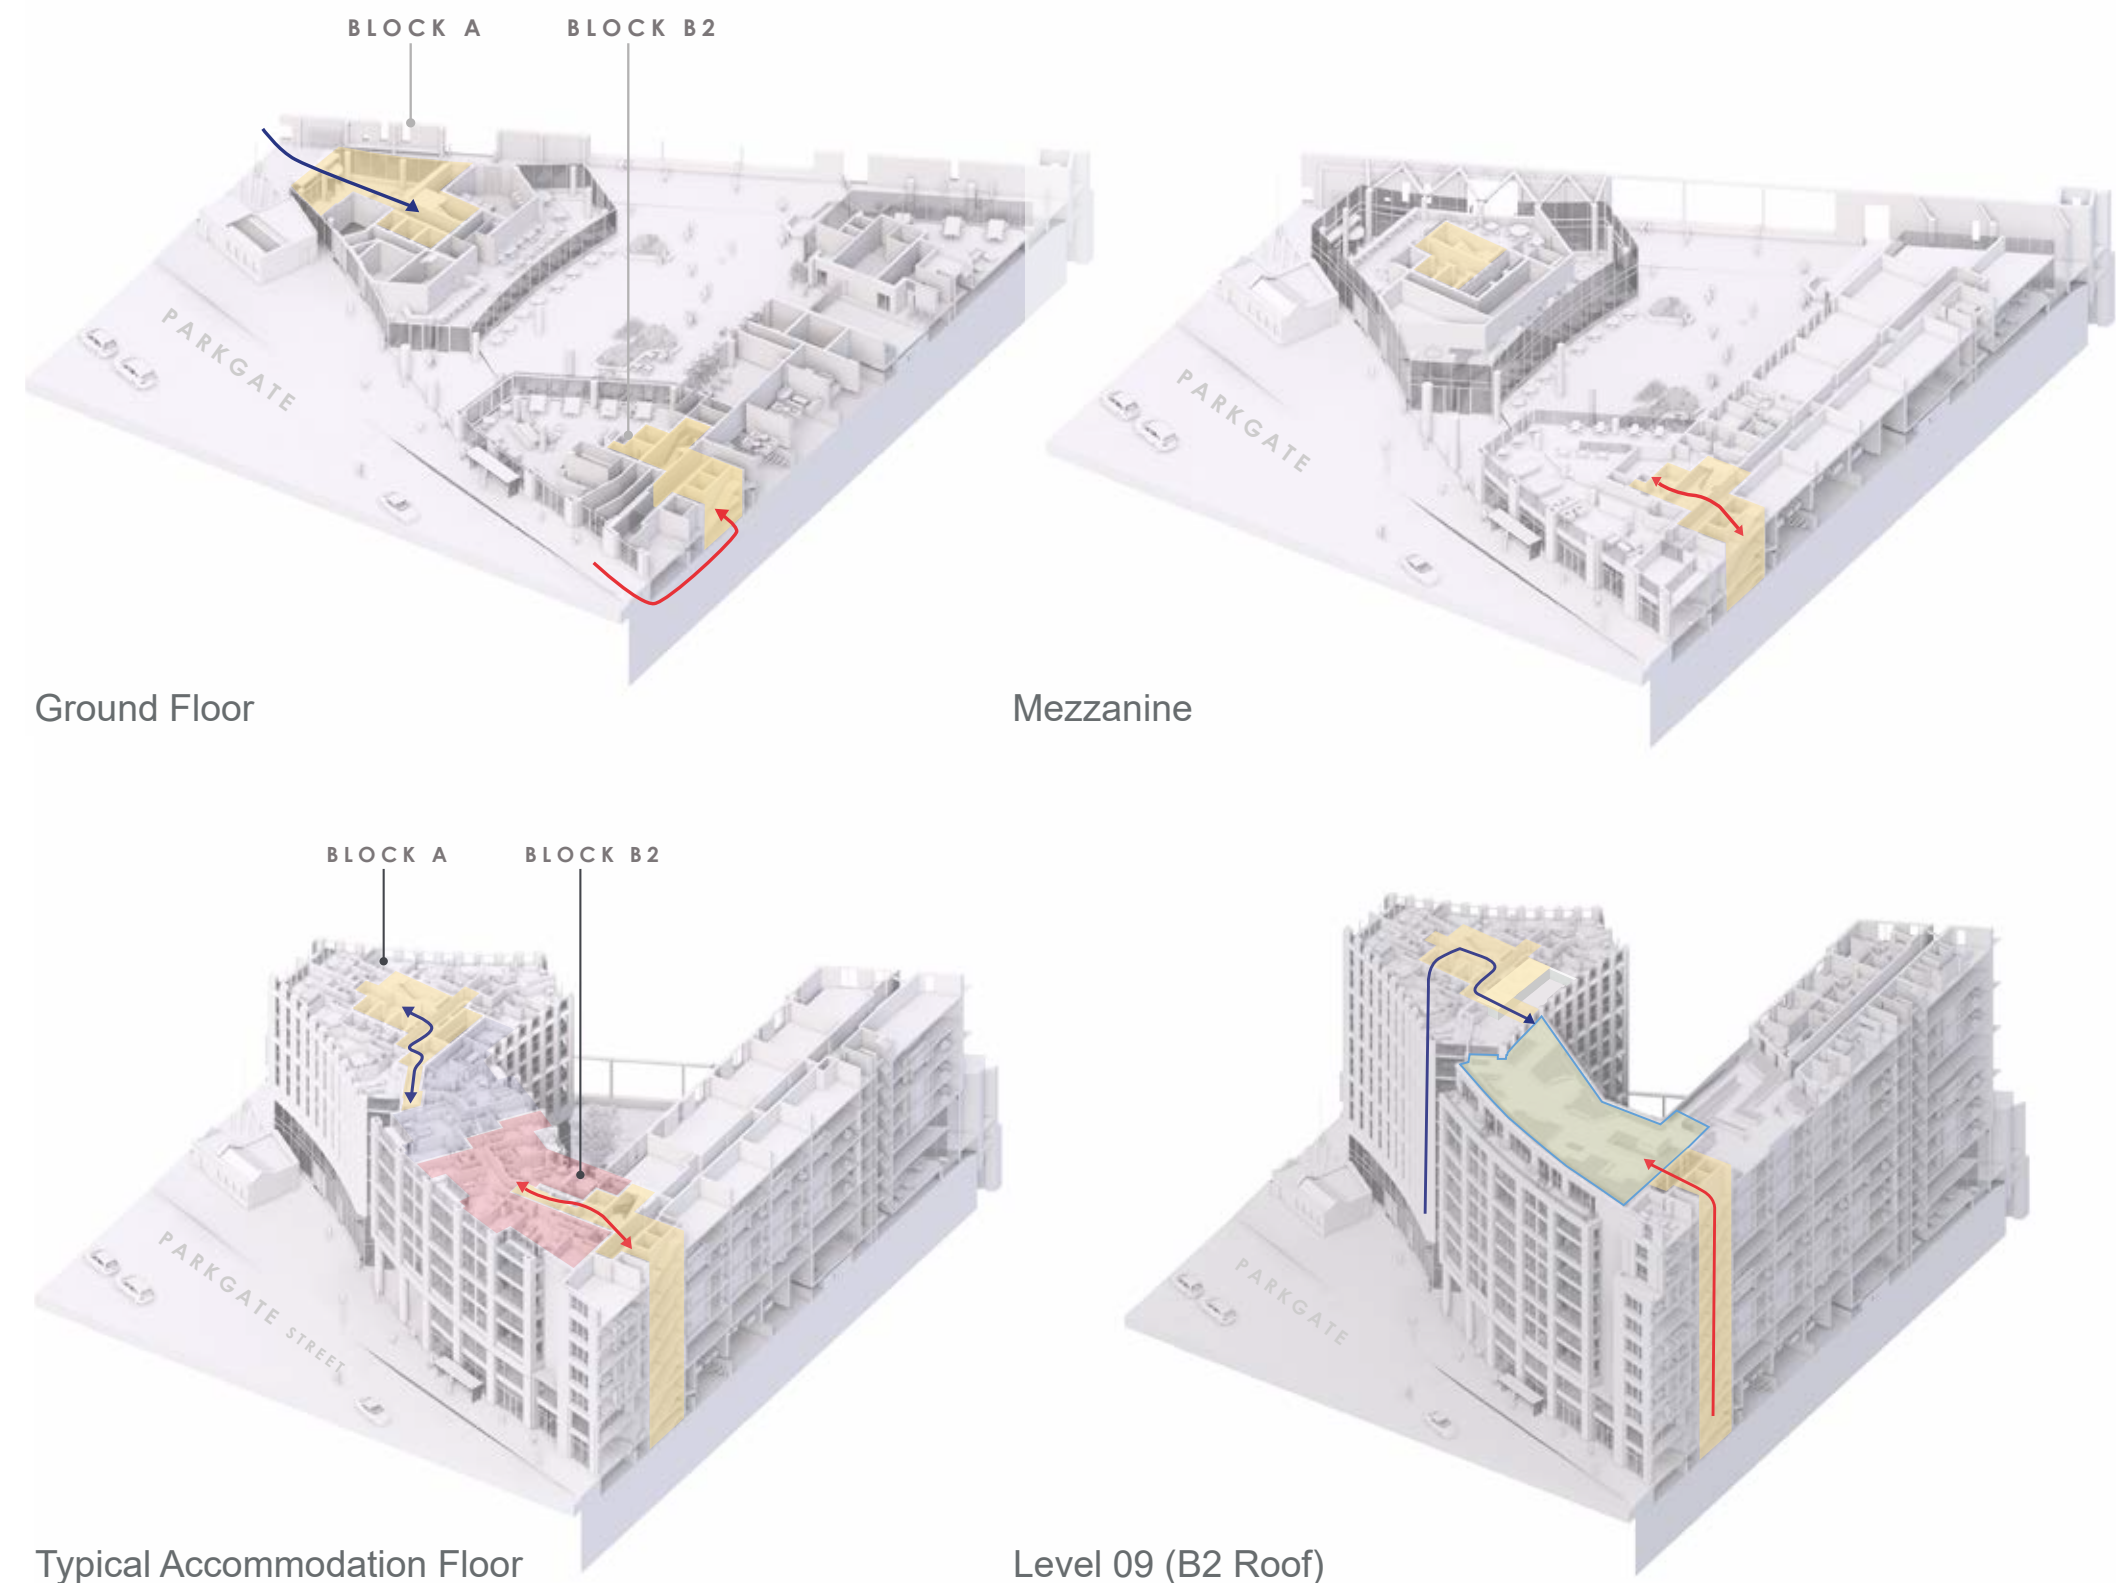 BLOCK A
BLOCK B2
PARKGATE
PARKGATE
Ground Floor
Mezzanine
BLOCK A
BLOCK B2
PARKGATE STREET
PARKGATE
Typical Accommodation Floor
Level 09 (B2 Roof)